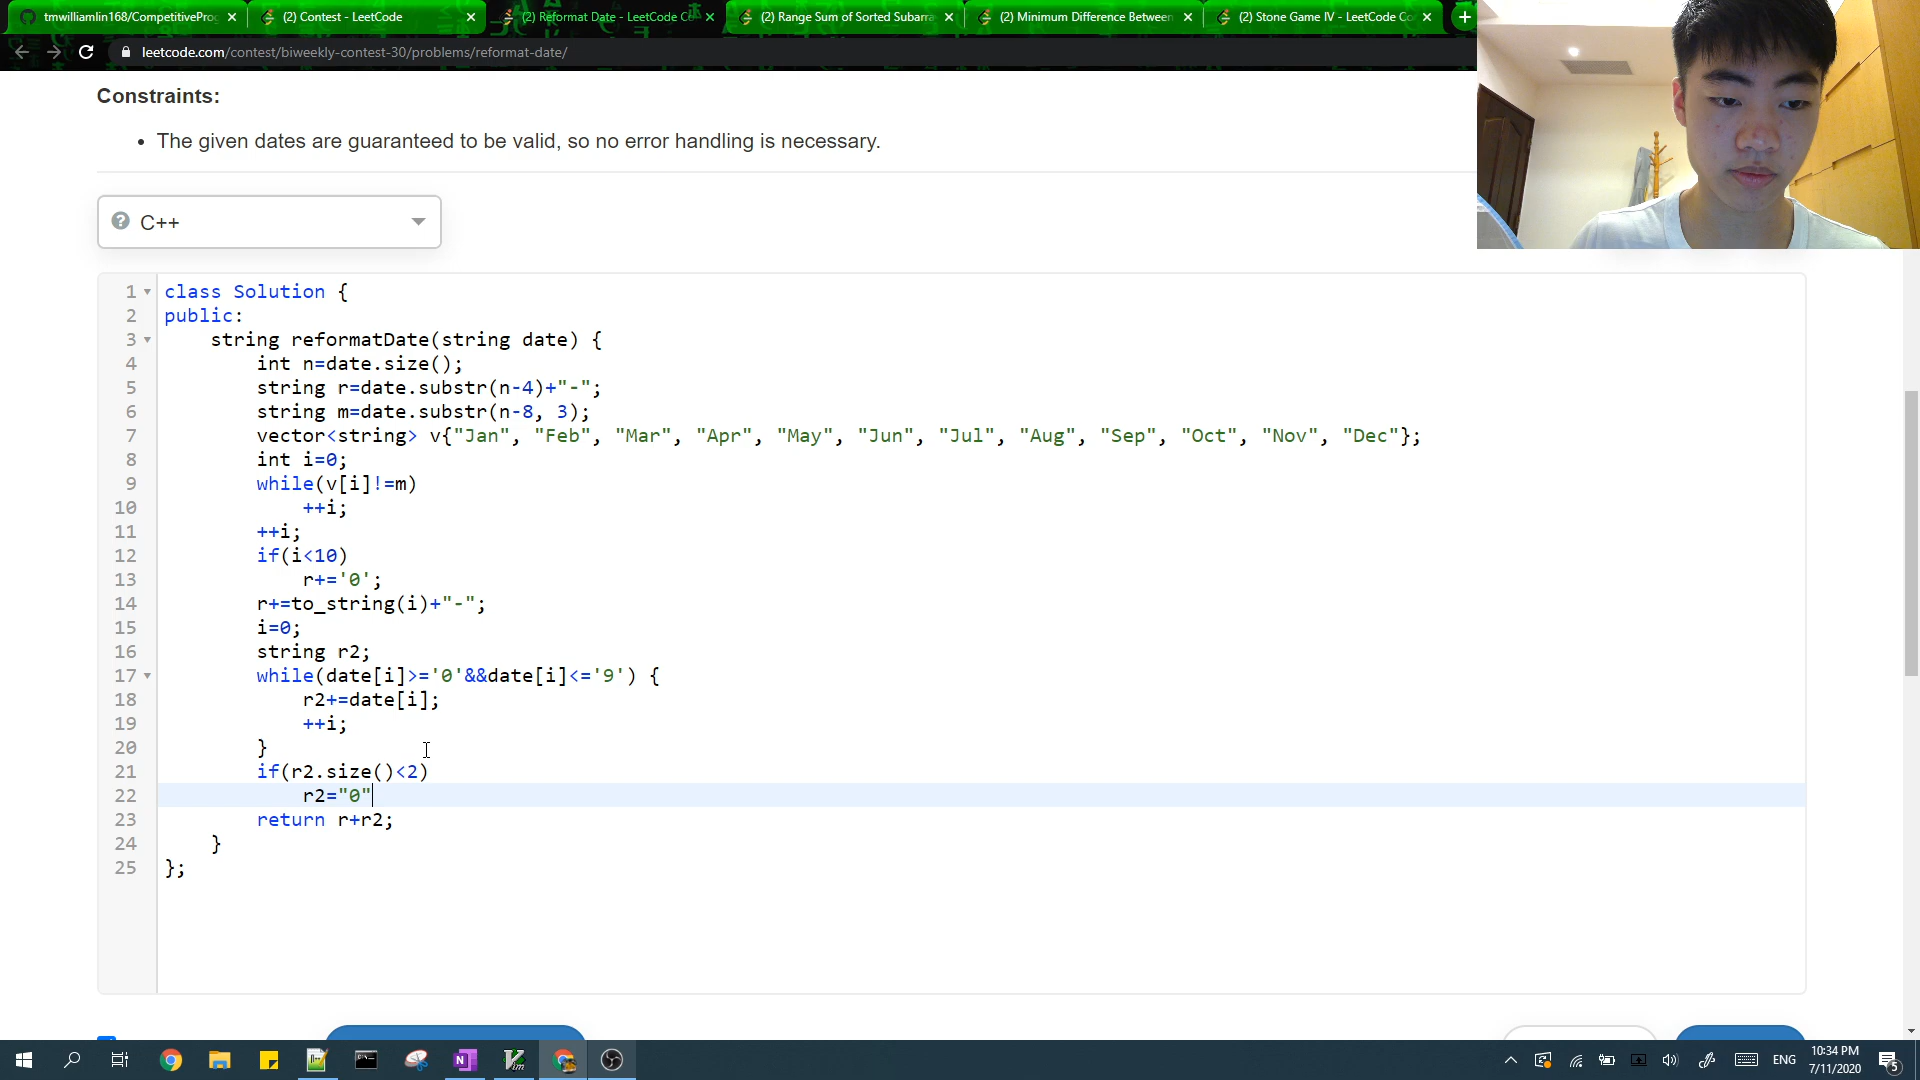 tmwilliamlin168/CompetitiveProg
(2) Contest - LeetCode
(2) Reformat Date - LeetCode Co
(2) Range Sum of Sorted Subarra
(2) Minimum Difference Between
(2) Stone Game IV - LeetCode Co
leetcode.com/contest/biweekly-contest-30/problems/reformat-date/
Constraints:
• The given dates are guaranteed to be valid, so no error handling is necessary.
? C++
1 class Solution {
2 public:
3     string reformatDate(string date) {
4         int n=date.size();
5         string r=date.substr(n-4)+"-";
6         string m=date.substr(n-8, 3);
7         vector<string> v{"Jan", "Feb", "Mar", "Apr", "May", "Jun", "Jul", "Aug", "Sep", "Oct", "Nov", "Dec"};
8         int i=0;
9         while(v[i]!=m)
10             ++i;
11         ++i;
12         if(i<10)
13             r+='0';
14         r+=to_string(i)+"-";
15         i=0;
16         string r2;
17         while(date[i]>='0'&&date[i]<='9') {
18             r2+=date[i];
19             ++i;
20         }
21         if(r2.size()<2)
22             r2="0"
23         return r+r2;
24     }
25 };
ENG
10:34 PM
7/11/2020
5